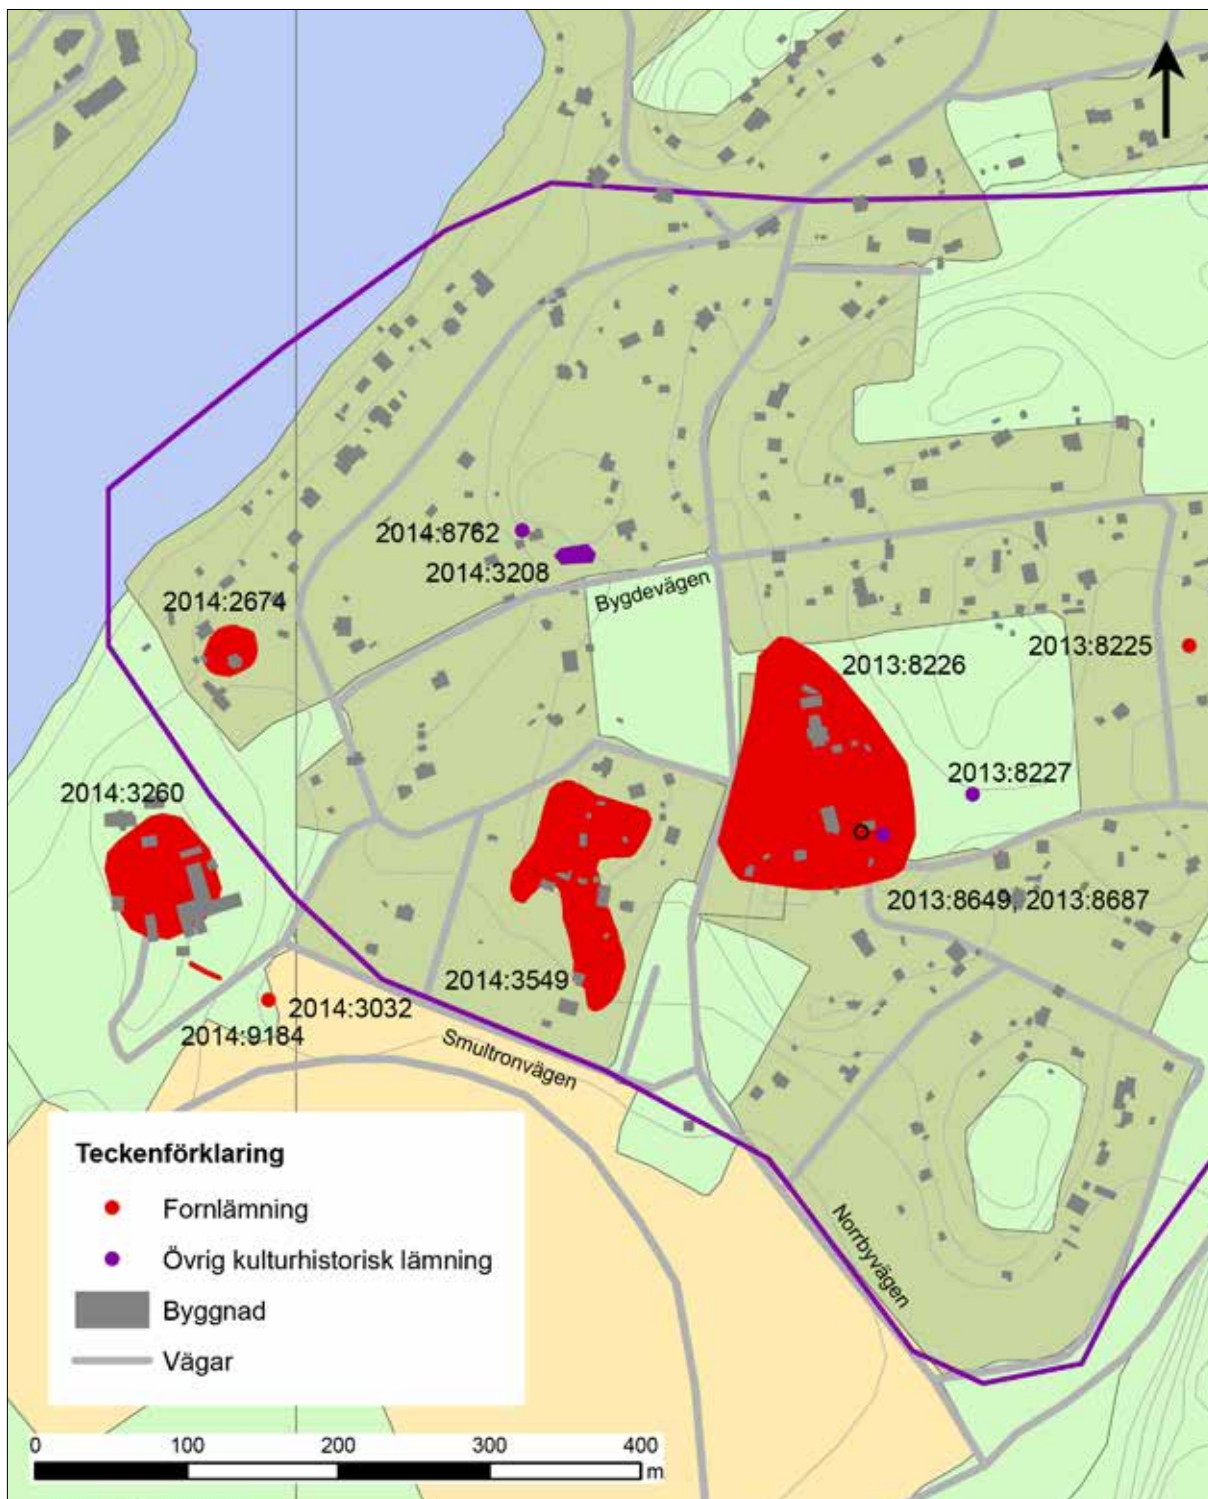 2014:8762
2014:3208
Bygdevägen
2014:2674
2013:8225
2013:8226
2013:8227
2014:3260
2013:8649, 2013:8687
2014:3549
2014:3032
2014:9184
Smultronvägen
Norrbyvägen
Teckenförklaring
Fornlämning
Övrig kulturhistorisk lämning
Byggnad
Vägar
0 100 200 300 400
m